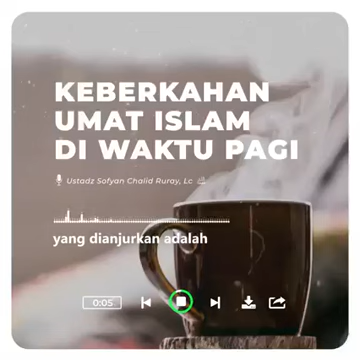 KEBERKAHAN
UMAT ISLAM
DI WAKTU PAGI
Ustadz Sofyan Chalid Ruray, Lc
yang dianjurkan adalah
0:05